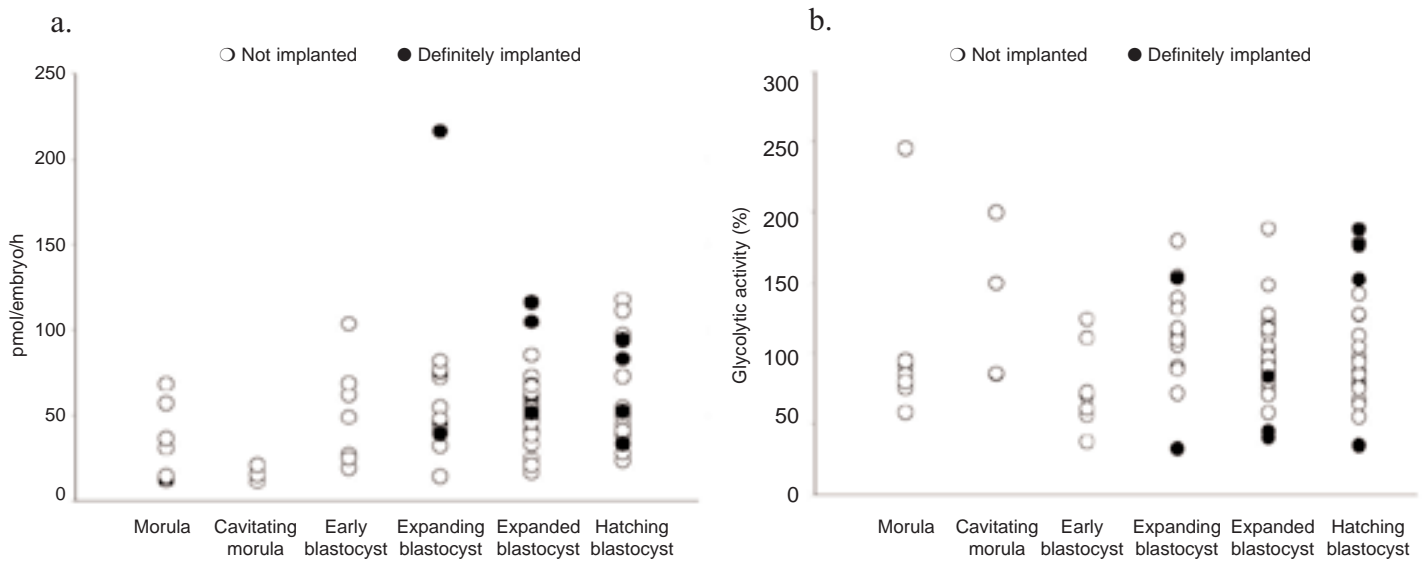 a.
Not implanted Definitely implanted
250
200
150
100
50
0
pmol/embryo/h
Morula Cavitating morula Early blastocyst Expanding blastocyst Expanded blastocyst Hatching blastocyst
b.
Not implanted Definitely implanted
300
250
200
150
100
50
0
Glycolytic activity (%)
Morula Cavitating morula Early blastocyst Expanding blastocyst Expanded blastocyst Hatching blastocyst